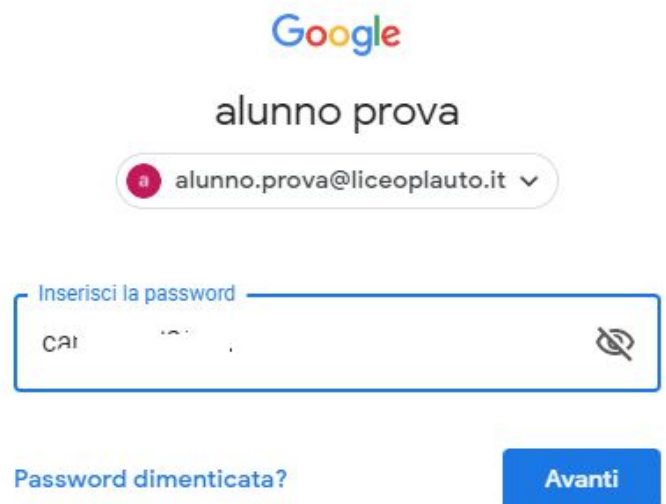 Google
alunno prova
a alunno.prova@liceoplauto.it
Inserisci la password
Password dimenticata?
Avanti